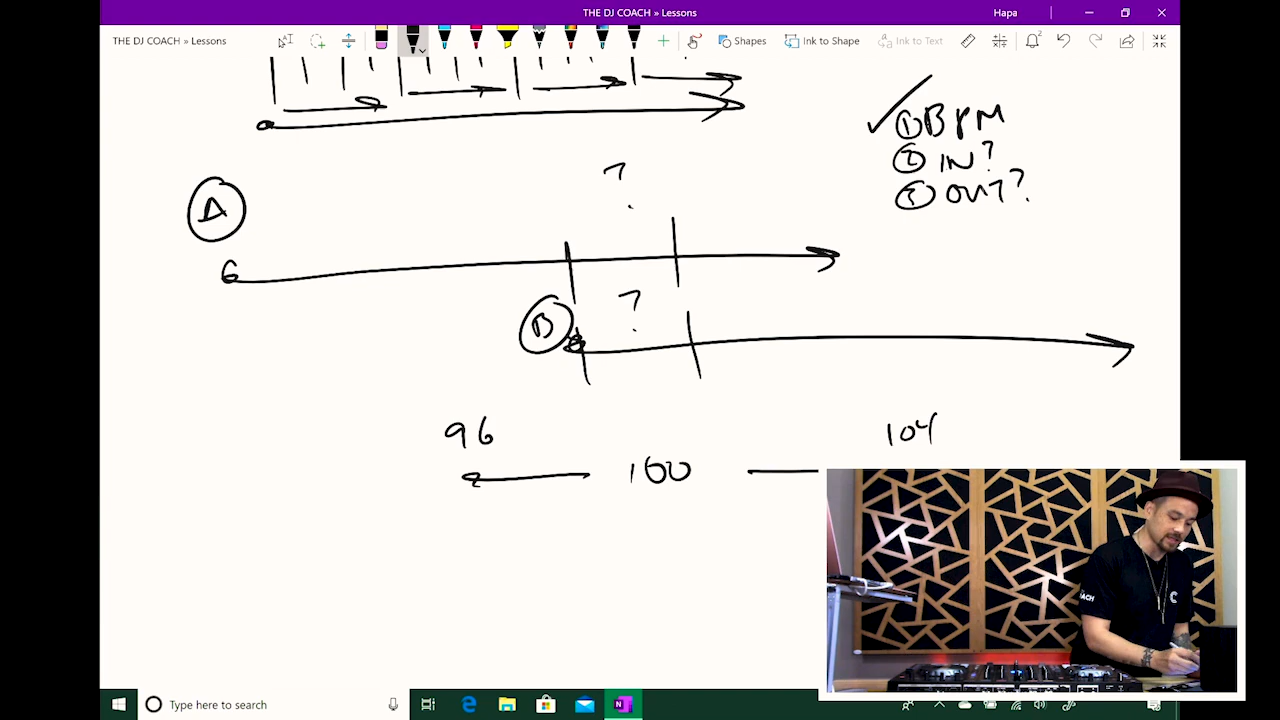 THE DJ COACH » Lessons
Hapa
THE DJ COACH » Lessons
Shapes
Ink to Shape
Ink to Text
① BPM
② IN?
③ OUT?
?
A
?
B
96
100
104
COACH
Type here to search